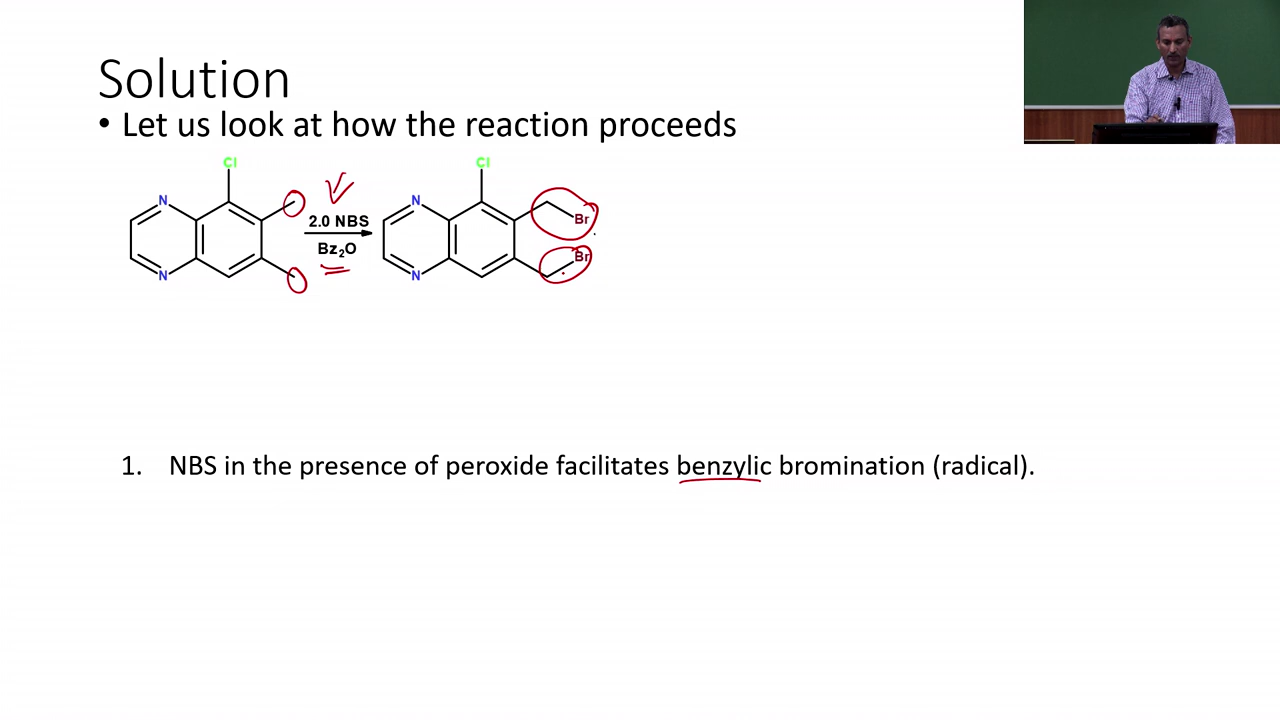 Solution
• Let us look at how the reaction proceeds
Cl
N
N
2.0 NBS
Bz2O
Cl
N
N
Br
Br
1. NBS in the presence of peroxide facilitates benzylic bromination (radical).